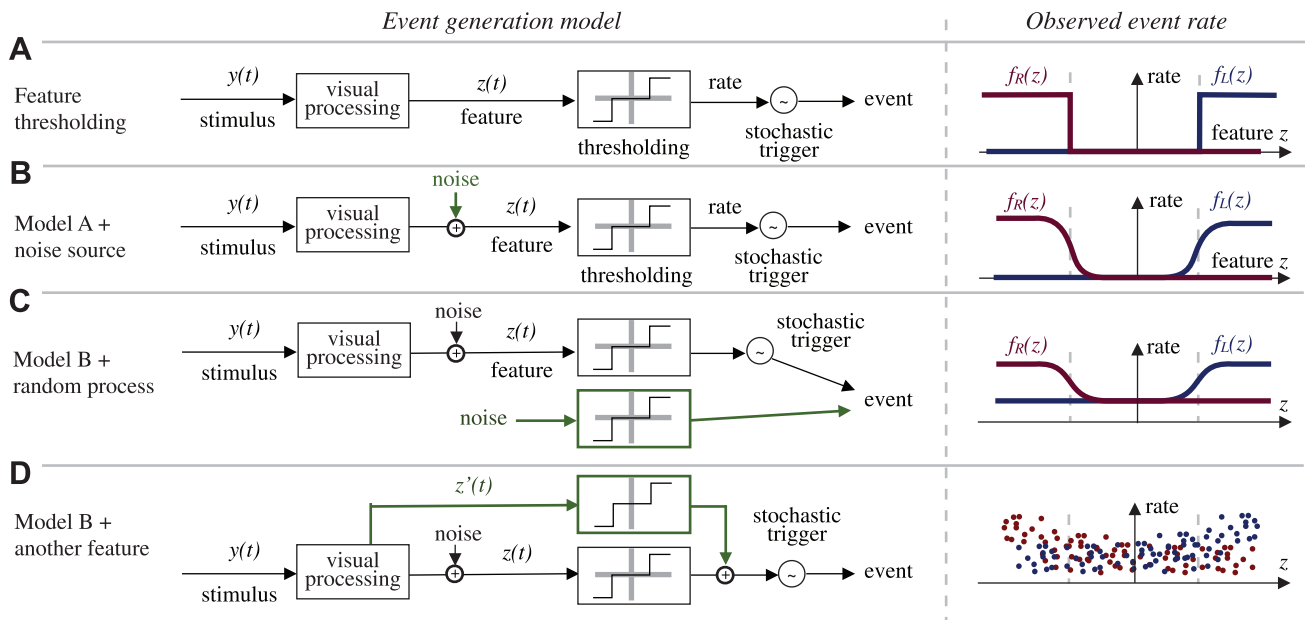 Event generation model
Observed event rate
A
Feature
thresholding
y(t)
stimulus
visual
processing
z(t)
feature
thresholding
rate
~
stochastic
trigger
event
fR(z)
rate
fL(z)
feature z
B
Model A +
noise source
y(t)
stimulus
visual
processing
noise
+
z(t)
feature
thresholding
rate
~
stochastic
trigger
event
fR(z)
rate
fL(z)
feature z
C
Model B +
random process
y(t)
stimulus
visual
processing
noise
+
z(t)
feature
noise
~
stochastic
trigger
event
fR(z)
rate
fL(z)
z
D
Model B +
another feature
y(t)
stimulus
visual
processing
z'(t)
noise
+
z(t)
+
stochastic
trigger
~
event
rate
z